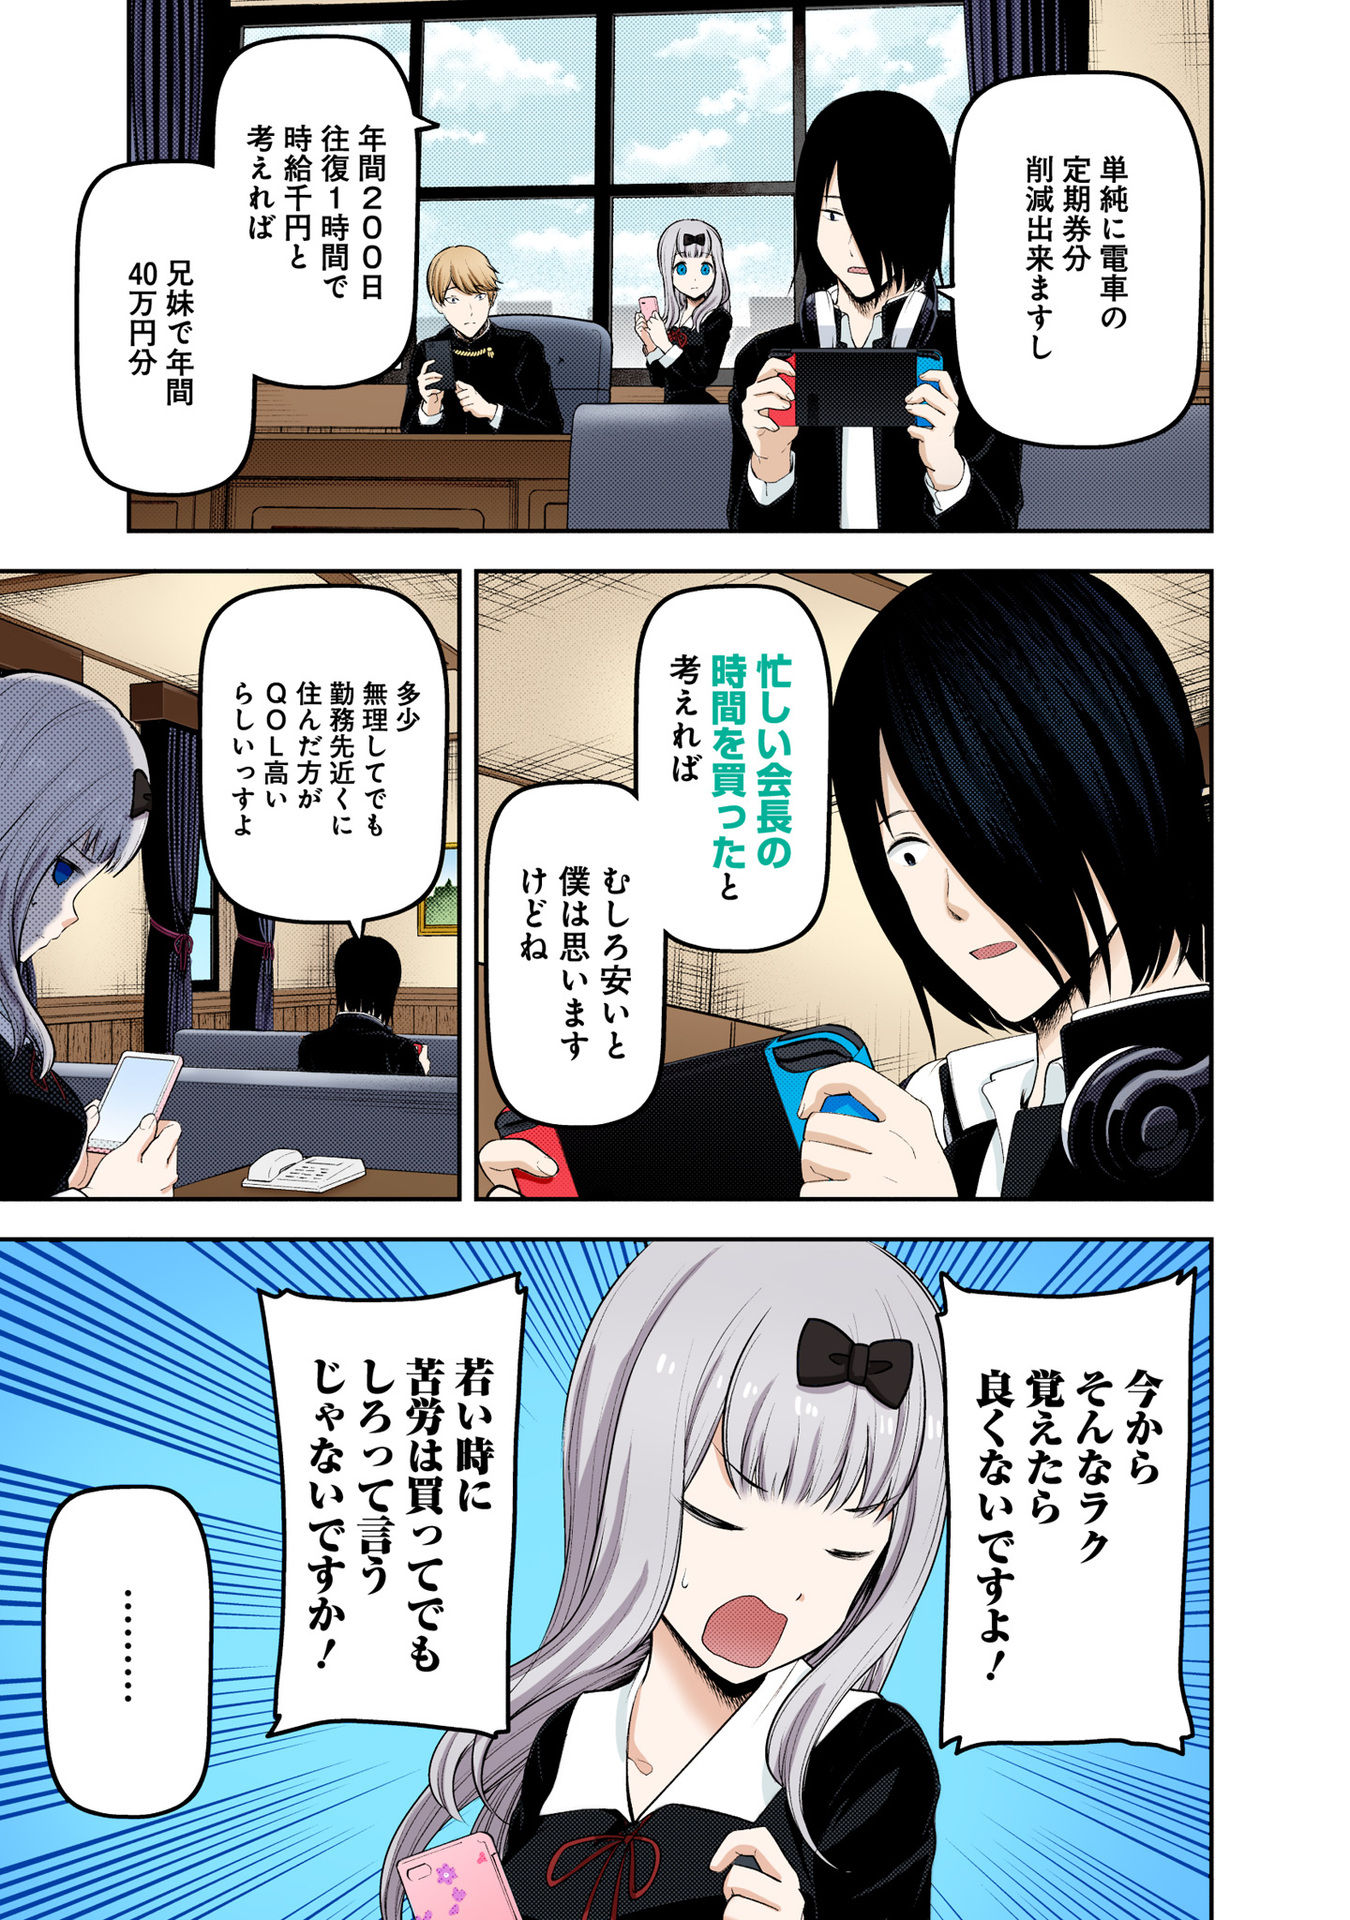 単純に電車の
定期券分
削減出来ますし
年間200日
往復1時間で
時給千円と
考えれば
兄妹で年間
40万円分
忙しい会長の
時間を買ったと
考えれば
むしろ安いと
僕は思います
けどね
多少
無理してでも
勤務先近くに
住んだ方が
QOL高い
らしいっすよ
今から
そんなラク
覚えたら
良くないですよ!
若い時に
苦労は買ってでも
しろって言う
じゃないですか!
………